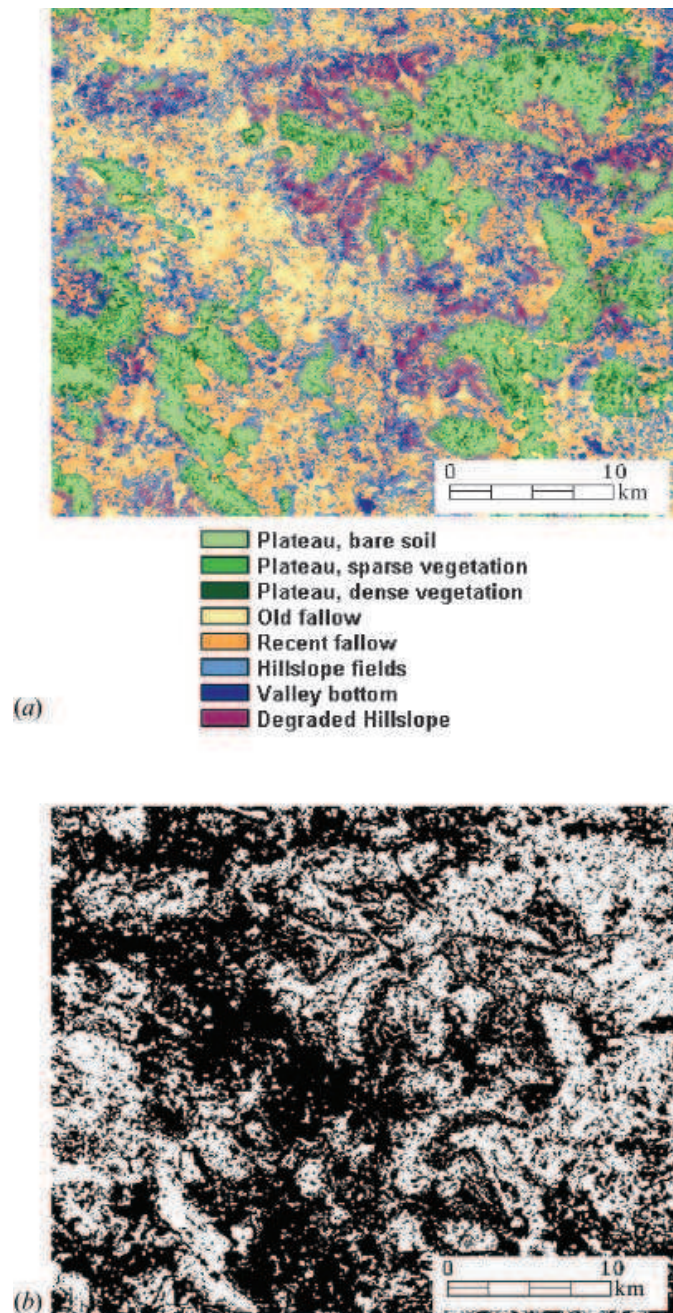 0 10
km
Plateau, bare soil
Plateau, sparse vegetation
Plateau, dense vegetation
Old fallow
Recent fallow
Hillslope fields
Valley bottom
Degraded Hillslope
(a)
0 10
km
(b)